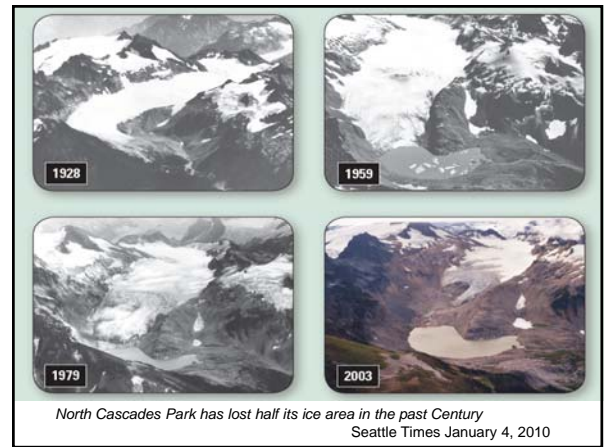 1928
1959
1979
2003
North Cascades Park has lost half its ice area in the past Century
Seattle Times January 4, 2010